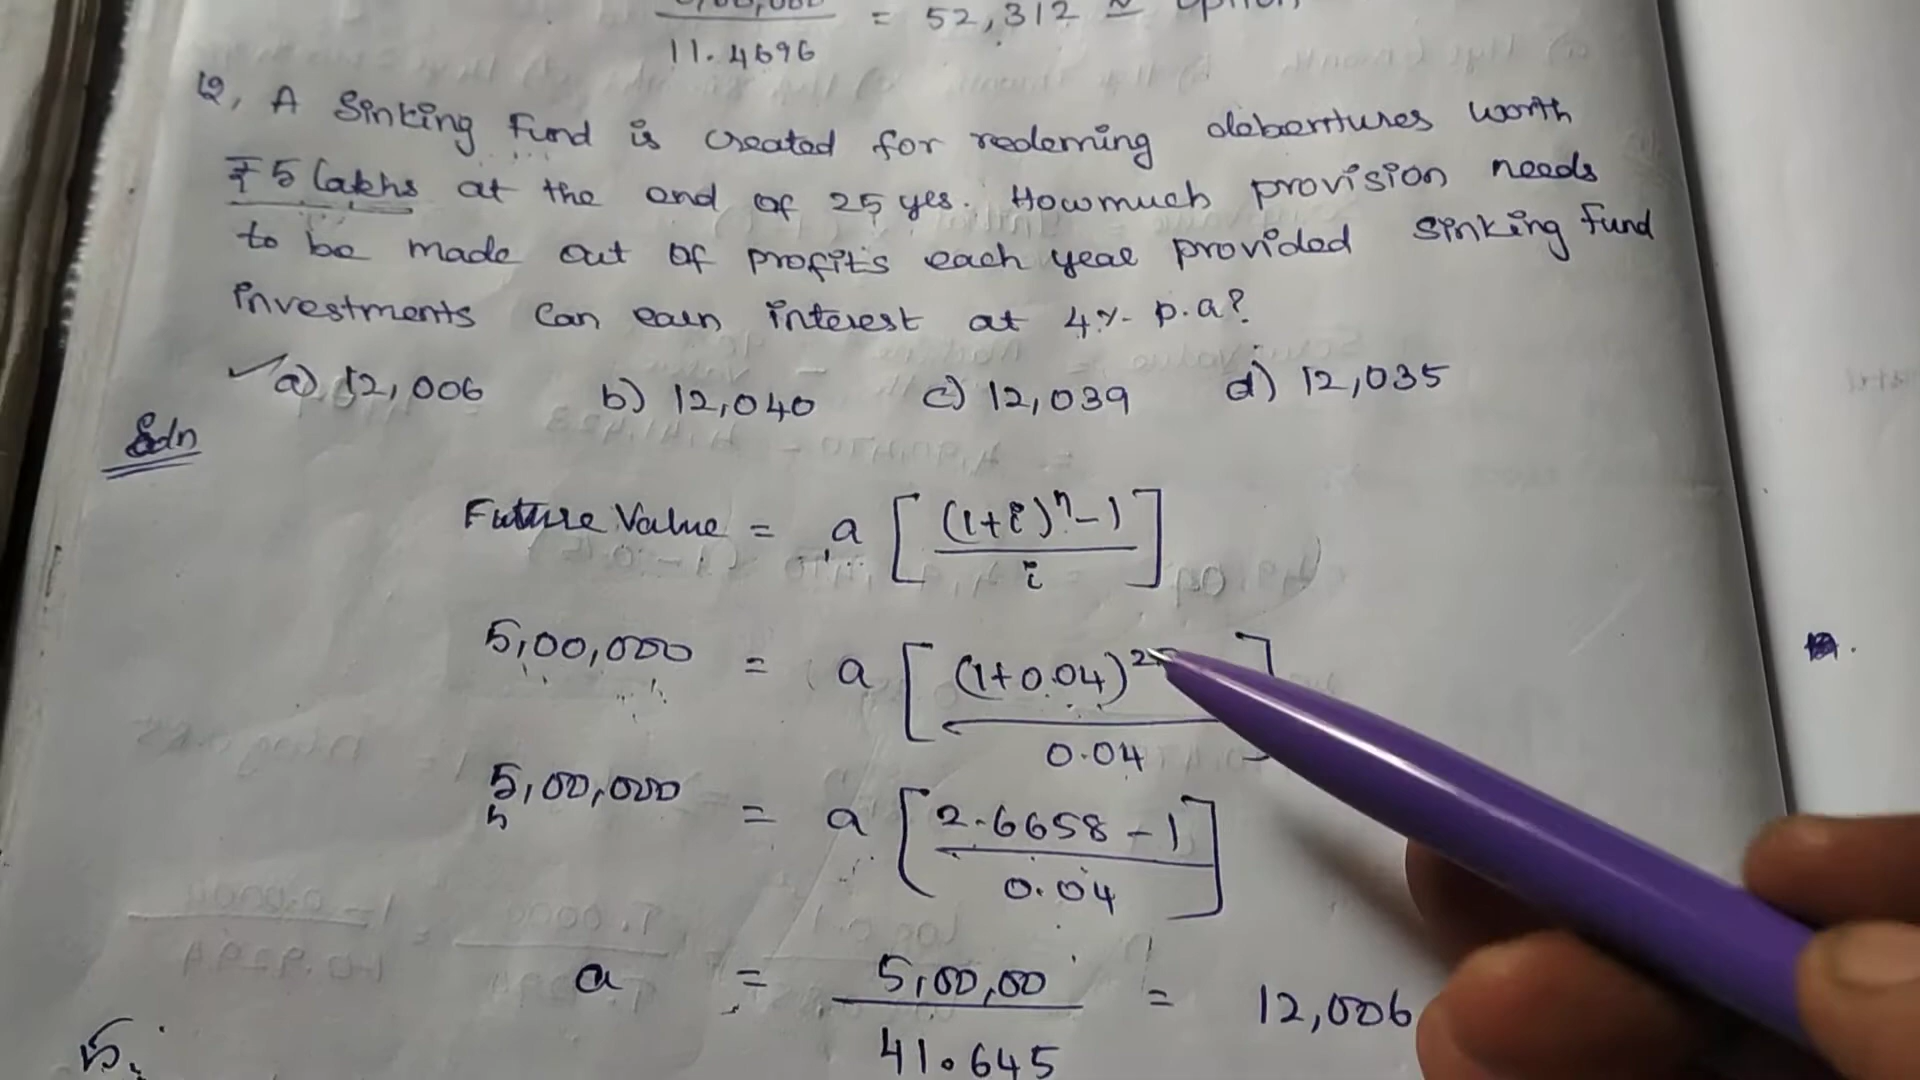 = 52,312 ≃ option
11.4696
Q, A Sinking Fund is created for redeming debentures worth
₹5 lakhs at the end of 25 yes. Howmuch provision needs
to be made out of profits each year provided sinking fund
investments can earn interest at 4% p.a?
✓a) 12,006 b) 12,040 c) 12,039 d) 12,035
Soln
Future Value = a [ (1+i)ⁿ-1 / i ]
5,00,000 = a [ (1+0.04)² / 0.04 ]
5,00,000 = a [ 2.6658 - 1 / 0.04 ]
a = 5,00,00 / 41.645 = 12,006